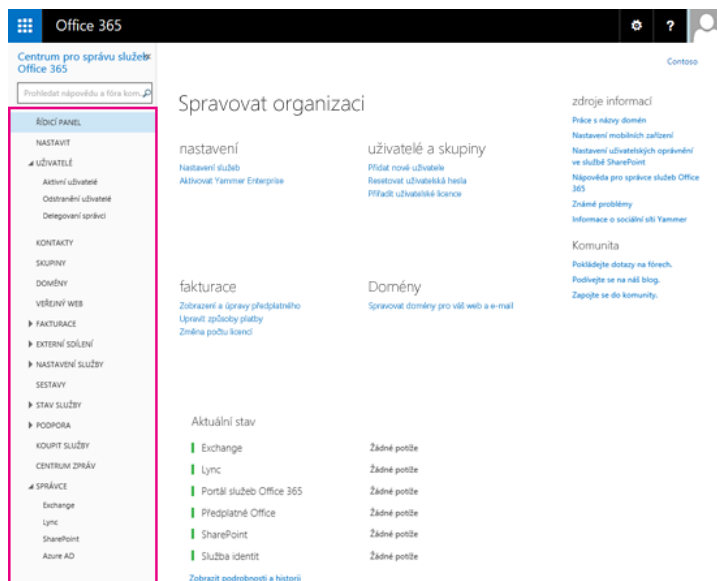 Office 365
?
Centrum pro správu služeb
Office 365
Prohledat nápovědu a fóra kom.
ŘÍDICÍ PANEL
NASTAVIT
UŽIVATELÉ
Aktivní uživatelé
Odstranění uživatelé
Delegovaní správci
KONTAKTY
SKUPINY
DOMÉNY
VEŘEJNÝ WEB
FAKTURACE
EXTERNÍ SDÍLENÍ
NASTAVENÍ SLUŽBY
SESTAVY
STAV SLUŽBY
PODPORA
KOUPIT SLUŽBY
CENTRUM ZPRÁV
SPRÁVCE
Exchange
Lync
SharePoint
Azure AD
Contoso
Spravovat organizaci
nastavení
Nastavení služeb
Aktivovat Yammer Enterprise
uživatelé a skupiny
Přidat nové uživatele
Resetovat uživatelská hesla
Přiřadit uživatelské licence
fakturace
Zobrazení a úpravy předplatného
Upravit způsoby platby
Změna počtu licencí
Domény
Spravovat domény pro váš web a e-mail
Aktuální stav
Exchange Žádné potíže
Lync Žádné potíže
Portál služeb Office 365 Žádné potíže
Předplatné Office Žádné potíže
SharePoint Žádné potíže
Služba identit Žádné potíže
Zobrazit podrobnosti a historii
zdroje informací
Práce s názvy domén
Nastavení mobilních zařízení
Nastavení uživatelských oprávnění
ve službě SharePoint
Nápověda pro správce služeb Office
365
Známé problémy
Informace o sociální síti Yammer
Komunita
Pokládejte dotazy na fórech.
Podívejte se na náš blog.
Zapojte se do komunity.